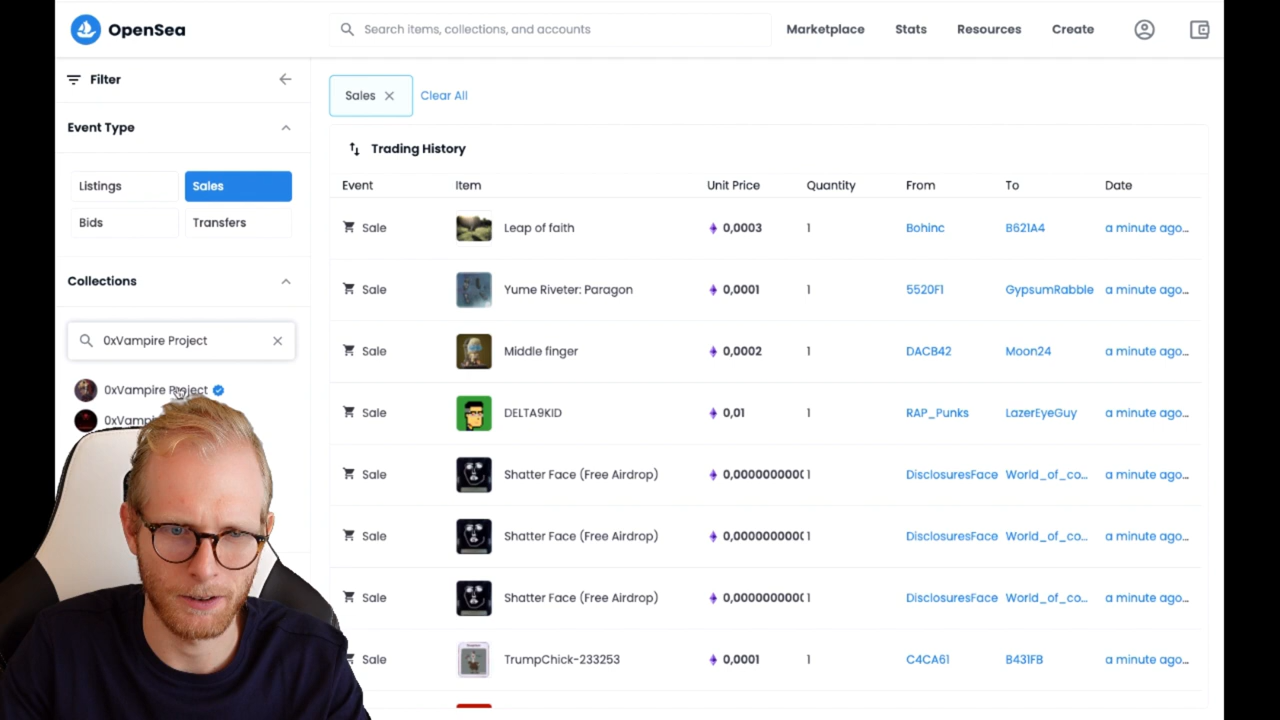 OpenSea
Search items, collections, and accounts
Marketplace Stats Resources Create
Filter
Event Type
Listings Sales
Bids Transfers
Collections
0xVampire Project
0xVampire Project
Sales Clear All
Trading History
Event Item Unit Price Quantity From To Date
Sale Leap of faith 0,0003 1 Bohinc B621A4 a minute ago...
Sale Yume Riveter: Paragon 0,0001 1 5520F1 GypsumRabble a minute ago...
Sale Middle finger 0,0002 1 DACB42 Moon24 a minute ago...
Sale DELTA9KID 0,01 1 RAP_Punks LazerEyeGuy a minute ago...
Sale Shatter Face (Free Airdrop) 0,000000000 1 DisclosuresFace World_of_co... a minute ago...
Sale Shatter Face (Free Airdrop) 0,000000000 1 DisclosuresFace World_of_co... a minute ago...
Sale Shatter Face (Free Airdrop) 0,000000000 1 DisclosuresFace World_of_co... a minute ago...
Sale TrumpChick-233253 0,0001 1 C4CA61 B431FB a minute ago...